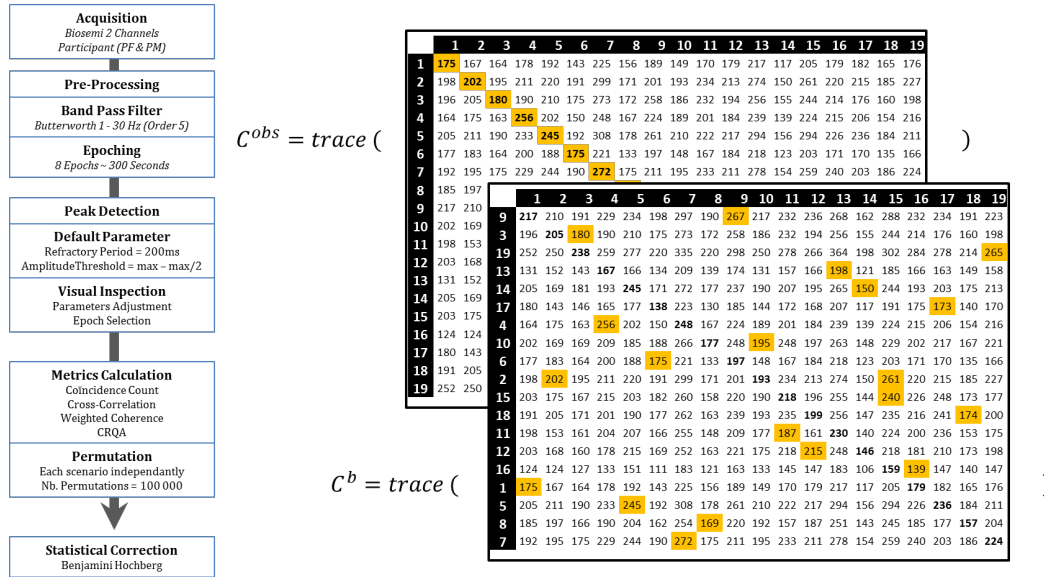 Acquisition
Biosemi 2 Channels
Participant (PF & PM)
Pre-Processing
Band Pass Filter
Butterworth 1 - 30 Hz (Order 5)
Epoching
8 Epochs ~ 300 Seconds
Peak Detection
Default Parameter
Refractory Period = 200ms
AmplitudeThreshold = max – max/2
Visual Inspection
Parameters Adjustment
Epoch Selection
Metrics Calculation
Coïncidence Count
Cross-Correlation
Weighted Coherence
CRQA
Permutation
Each scenario independantly
Nb. Permutations = 100 000
Statistical Correction
Benjamini Hochberg
C^obs = trace (
1 2 3 4 5 6 7 8 9 10 11 12 13 14 15 16 17 18 19
1 175 167 164 178 192 143 225 156 189 149 170 179 217 117 205 179 182 165 176
2 198 202 195 211 220 191 299 171 201 193 234 213 274 150 261 220 215 185 227
3 196 205 180 190 210 175 273 172 258 186 232 194 256 155 244 214 176 160 198
4 164 175 163 256 202 150 248 167 224 189 201 184 239 139 224 215 206 154 216
5 205 211 190 233 245 192 308 178 261 210 222 217 294 156 294 226 236 184 211
6 177 183 164 200 188 175 221 133 197 148 167 184 218 123 203 171 170 135 166
7 192 195 175 229 244 190 272 175 211 195 233 211 278 154 259 240 203 186 224
8 185 197
9 217 210
10 202 169
11 198 153
12 203 168
13 131 152
14 205 169
15 203 175
16 124 124
17 180 143
18 191 205
19 252 250
)
C^b = trace (
1 2 3 4 5 6 7 8 9 10 11 12 13 14 15 16 17 18 19
9 217 210 191 229 234 198 297 190 267 217 232 236 268 162 288 232 234 191 223
3 196 205 180 190 210 175 273 172 258 186 232 194 256 155 244 214 176 160 198
19 252 250 238 259 277 220 335 220 298 250 278 266 364 198 302 284 278 214 265
13 131 152 143 167 166 134 209 139 174 131 157 166 198 121 185 166 163 149 158
14 205 169 181 193 245 171 272 177 237 190 207 195 265 150 244 193 203 175 213
17 180 143 146 165 177 138 223 130 185 144 172 168 207 117 191 175 173 140 170
4 164 175 163 256 202 150 248 167 224 189 201 184 239 139 224 215 206 154 216
10 202 169 169 209 185 188 266 177 248 195 248 197 263 148 229 202 217 167 221
6 177 183 164 200 188 175 221 133 197 148 167 184 218 123 203 171 170 135 166
2 198 202 195 211 220 191 299 171 201 193 234 213 274 150 261 220 215 185 227
15 203 175 167 215 203 182 260 158 220 190 218 196 255 144 240 226 248 173 177
18 191 205 171 201 190 177 262 163 239 193 235 199 256 147 235 216 241 174 200
11 198 153 161 204 207 166 255 148 209 177 187 161 230 140 224 200 236 153 175
12 203 168 160 178 215 169 252 163 221 175 218 215 248 146 218 181 210 173 198
16 124 124 127 133 151 111 183 121 163 133 145 147 183 106 159 139 147 140 147
1 175 167 164 178 192 143 225 156 189 149 170 179 217 117 205 179 182 165 176
5 205 211 190 233 245 192 308 178 261 210 222 217 294 156 294 226 236 184 211
8 185 197 166 190 204 162 254 169 220 192 157 187 251 143 245 185 177 157 204
7 192 195 175 229 244 190 272 175 211 195 233 211 278 154 259 240 203 186 224